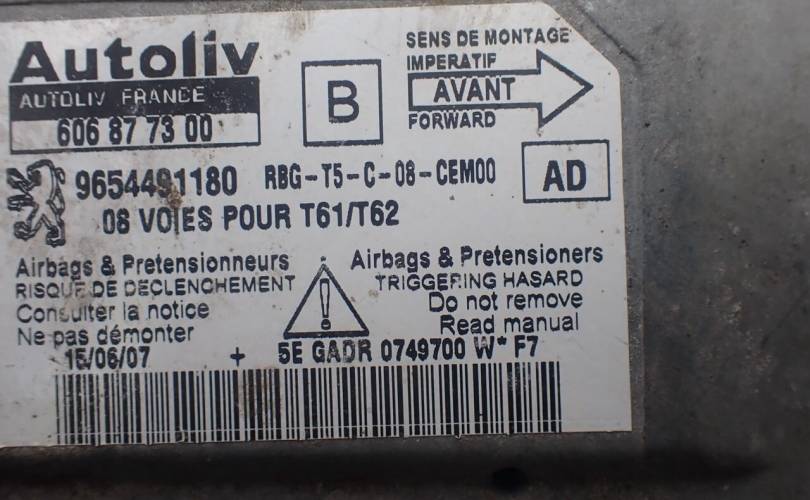 Autoliv
AUTOLIV FRANCE
606 87 73 00
B
SENS DE MONTAGE
IMPERATIF
AVANT
FORWARD
9654491180 RBG-T5-C-08-CEM00
AD
08 VOIES POUR T61/T62
Airbags & Pretensionneurs
RISQUE DE DECLENCHEMENT
Consulter la notice
Ne pas démonter
Airbags & Pretensioners
TRIGGERING HASARD
Do not remove
Read manual
15/06/07 + 5E GADR 0749700 W* F7